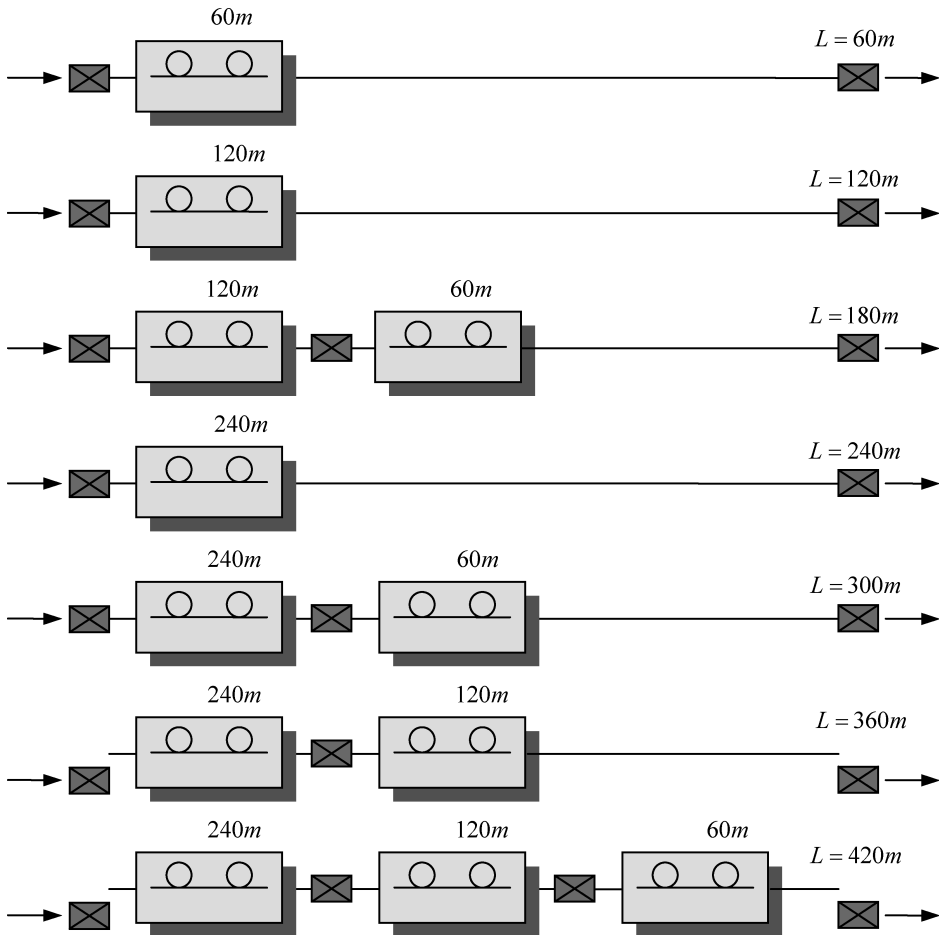 60m
L = 60m
120m
L = 120m
120m 60m
L = 180m
240m
L = 240m
240m 60m
L = 300m
240m 120m
L = 360m
240m 120m 60m
L = 420m